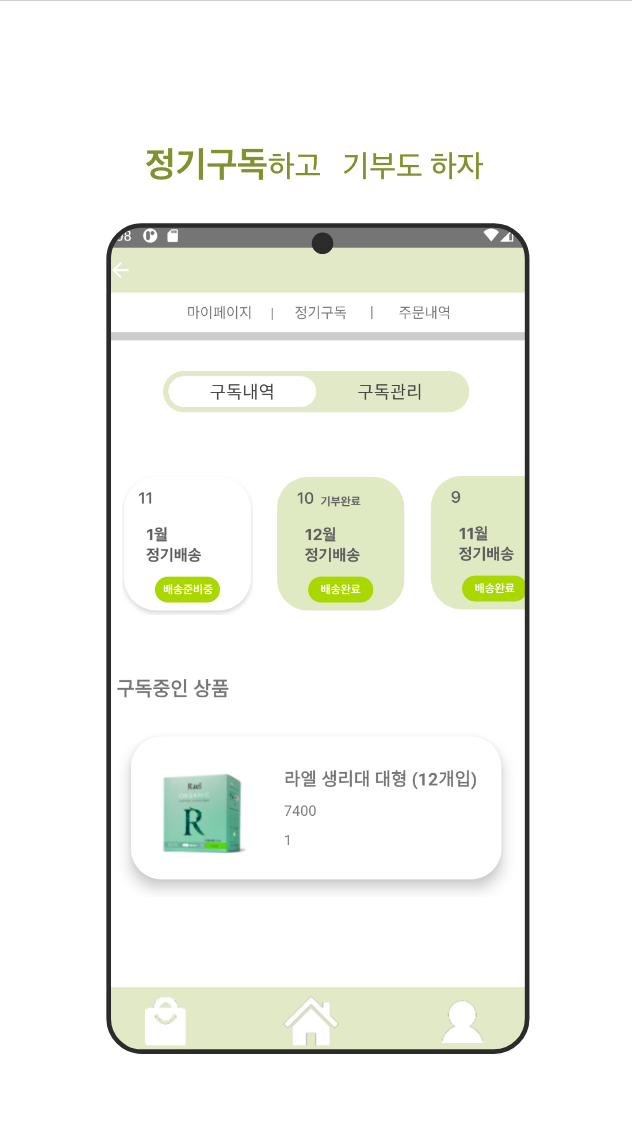 정기구독하고 기부도 하자
마이페이지 | 정기구독 | 주문내역
구독내역 구독관리
11
1월
정기배송
배송준비중
10 기부완료
12월
정기배송
배송완료
9
11월
정기배송
배송완료
구독중인 상품
Rael
ORGANIC
R
라엘 생리대 대형 (12개입)
7400
1